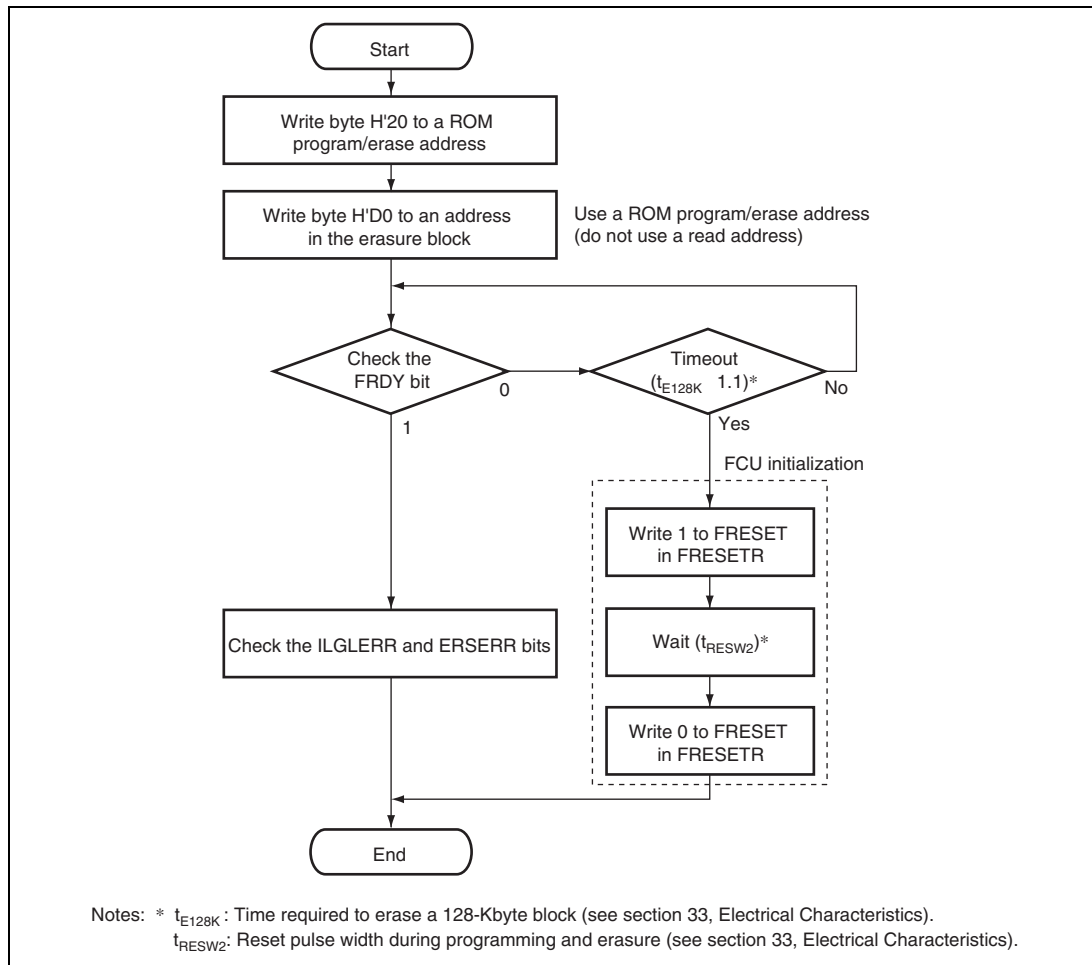 Start
Write byte H'20 to a ROM
program/erase address
Write byte H'D0 to an address
in the erasure block
Use a ROM program/erase address
(do not use a read address)
Check the
FRDY bit
0
1
Timeout
(tE128K 1.1)*
No
Yes
FCU initialization
Write 1 to FRESET
in FRESETR
Wait (tRESW2)*
Write 0 to FRESET
in FRESETR
Check the ILGLERR and ERSERR bits
End
Notes: * tE128K : Time required to erase a 128-Kbyte block (see section 33, Electrical Characteristics).
tRESW2: Reset pulse width during programming and erasure (see section 33, Electrical Characteristics).